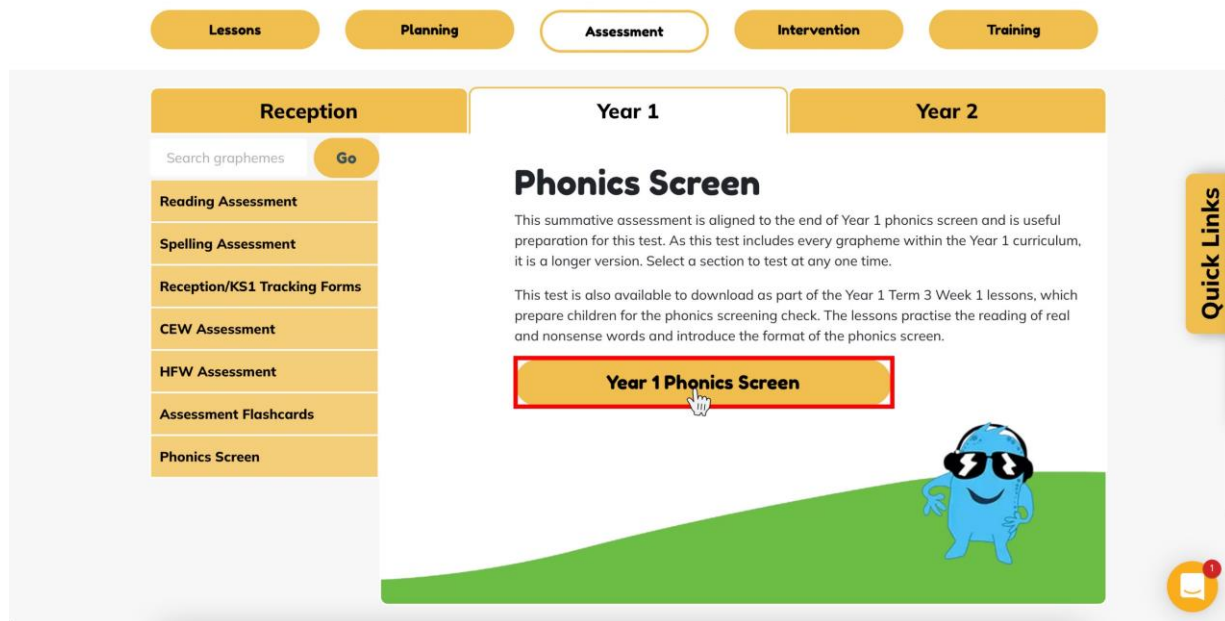 Lessons
Planning
Assessment
Intervention
Training
Reception
Year 1
Year 2
Search graphemes
Go
Reading Assessment
Spelling Assessment
Reception/KS1 Tracking Forms
CEW Assessment
HFW Assessment
Assessment Flashcards
Phonics Screen
Phonics Screen
This summative assessment is aligned to the end of Year 1 phonics screen and is useful
preparation for this test. As this test includes every grapheme within the Year 1 curriculum,
it is a longer version. Select a section to test at any one time.
This test is also available to download as part of the Year 1 Term 3 Week 1 lessons, which
prepare children for the phonics screening check. The lessons practise the reading of real
and nonsense words and introduce the format of the phonics screen.
Year 1 Phonics Screen
Quick Links
1